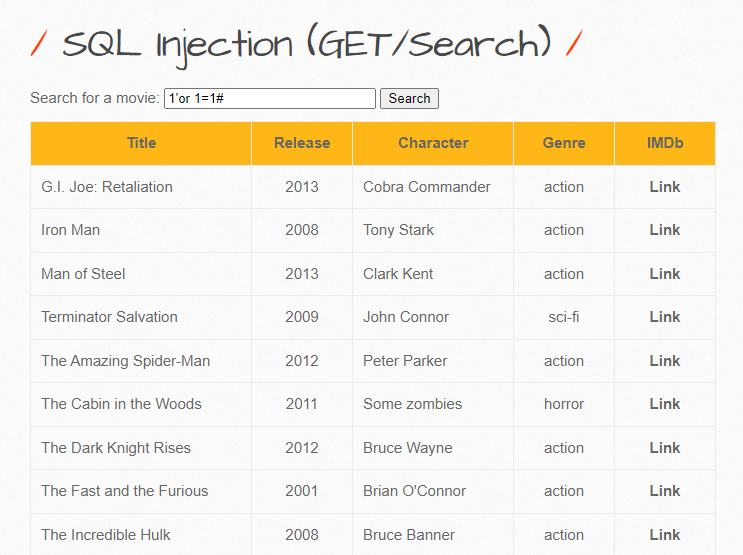 / SQL Injection (GET/Search) /
Search for a movie: 1'or 1=1# Search
Title Release Character Genre IMDb
G.I. Joe: Retaliation 2013 Cobra Commander action Link
Iron Man 2008 Tony Stark action Link
Man of Steel 2013 Clark Kent action Link
Terminator Salvation 2009 John Connor sci-fi Link
The Amazing Spider-Man 2012 Peter Parker action Link
The Cabin in the Woods 2011 Some zombies horror Link
The Dark Knight Rises 2012 Bruce Wayne action Link
The Fast and the Furious 2001 Brian O'Connor action Link
The Incredible Hulk 2008 Bruce Banner action Link